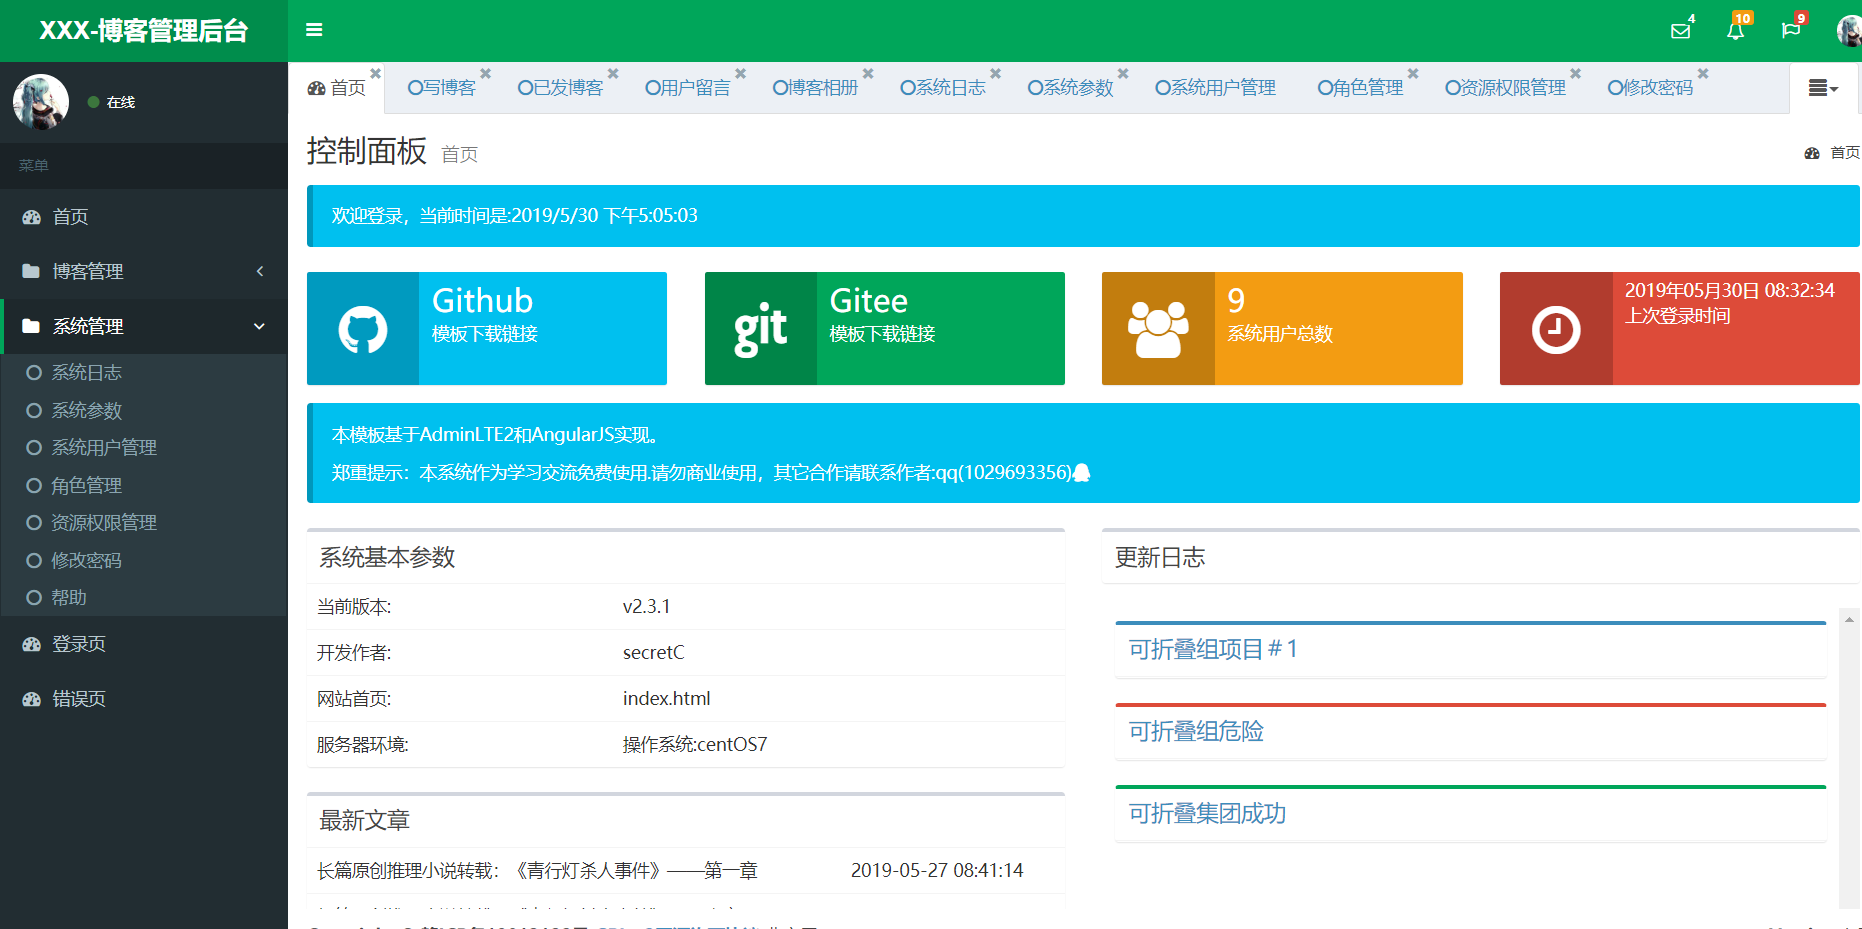 XXX-博客管理后台
4
10
9
在线
菜单
首页
博客管理
系统管理
系统日志
系统参数
系统用户管理
角色管理
资源权限管理
修改密码
帮助
登录页
错误页
首页 写博客 已发博客 用户留言 博客相册 系统日志 系统参数 系统用户管理 角色管理 资源权限管理 修改密码
控制面板 首页
首页
欢迎登录，当前时间是:2019/5/30 下午5:05:03
Github
模板下载链接
git
Gitee
模板下载链接
9
系统用户总数
2019年05月30日 08:32:34
上次登录时间
本模板基于AdminLTE2和AngularJS实现。
郑重提示：本系统作为学习交流免费使用.请勿商业使用，其它合作请联系作者:qq(1029693356)
系统基本参数
当前版本: v2.3.1
开发作者: secretC
网站首页: index.html
服务器环境: 操作系统:centOS7
最新文章
长篇原创推理小说转载：《青行灯杀人事件》——第一章 2019-05-27 08:41:14
更新日志
可折叠组项目＃1
可折叠组危险
可折叠集团成功